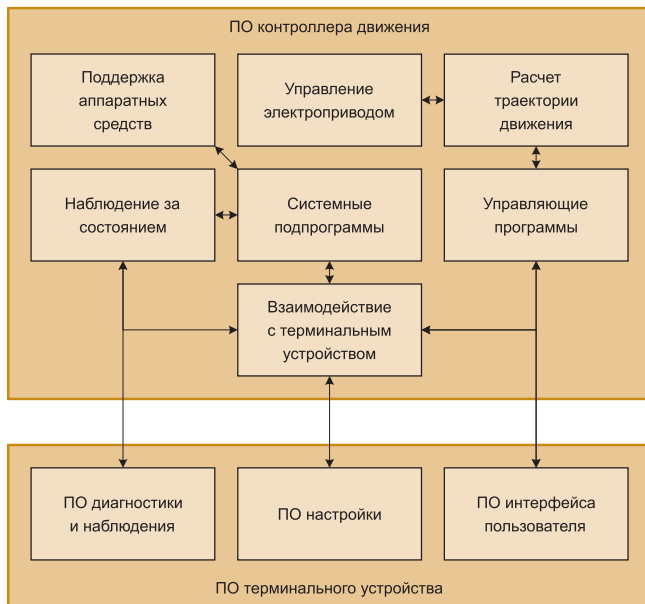 ПО контроллера движения
Поддержка
аппаратных
средств
Управление
электроприводом
Расчет
траектории
движения
Наблюдение за
состоянием
Системные
подпрограммы
Управляющие
программы
Взаимодействие
с терминальным
устройством
ПО диагностики
и наблюдения
ПО настройки
ПО интерфейса
пользователя
ПО терминального устройства